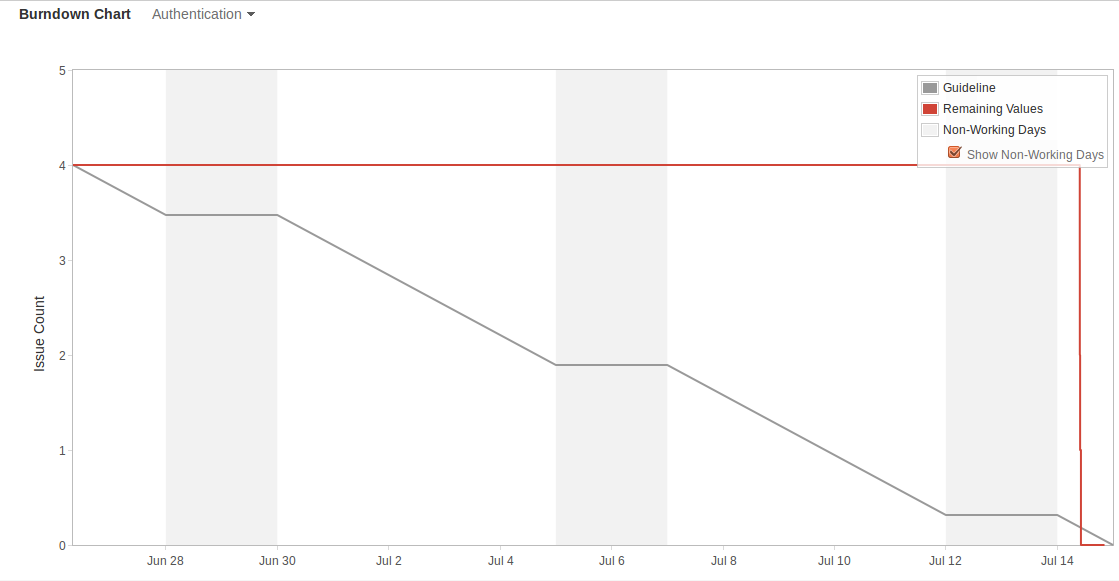 Burndown Chart Authentication
5
4
3
2
1
0
Issue Count
Guideline
Remaining Values
Non-Working Days
Show Non-Working Days
Jun 28 Jun 30 Jul 2 Jul 4 Jul 6 Jul 8 Jul 10 Jul 12 Jul 14